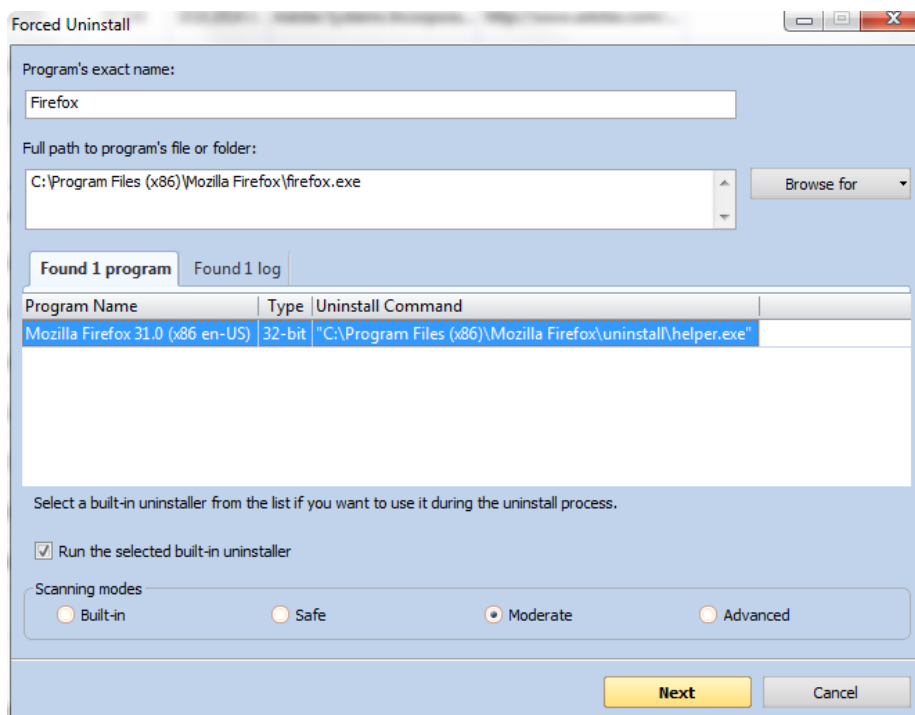 Forced Uninstall
Program's exact name:
Firefox
Full path to program's file or folder:
C:\Program Files (x86)\Mozilla Firefox\firefox.exe
Browse for
Found 1 program Found 1 log
Program Name Type Uninstall Command
Mozilla Firefox 31.0 (x86 en-US) 32-bit "C:\Program Files (x86)\Mozilla Firefox\uninstall\helper.exe"
Select a built-in uninstaller from the list if you want to use it during the uninstall process.
Run the selected built-in uninstaller
Scanning modes
Built-in Safe Moderate Advanced
Next Cancel